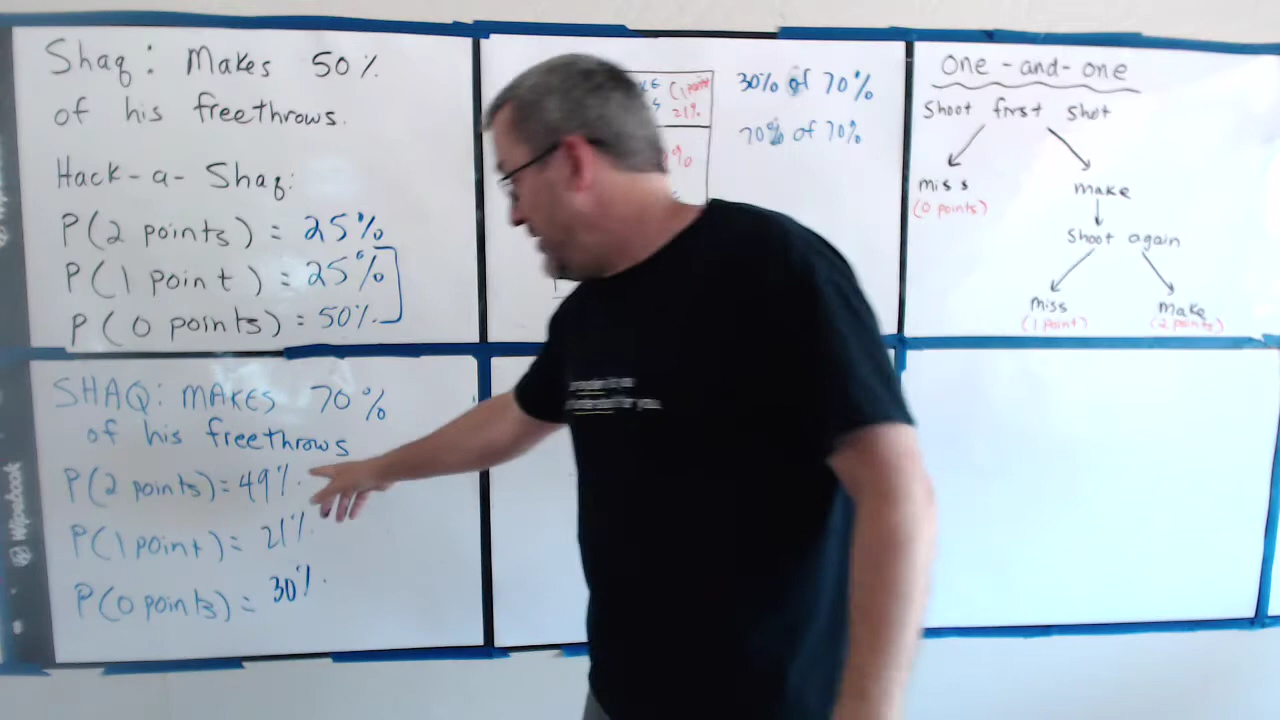 Shaq: Makes 50%
of his freethrows.
Hack-a-Shaq:
P(2 points) = 25%
P(1 point) = 25%
P(0 points) = 50%
SHAQ: MAKES 70%
of his freethrows
P(2 points) = 49%
P(1 point) = 21%
P(0 points) = 30%
(1 point
21%
%
30% of 70%
70% of 70%
One-and-one
Shoot first shot
miss
(0 points)
make
Shoot again
miss
(1 point)
make
(2 points)
Wipebook